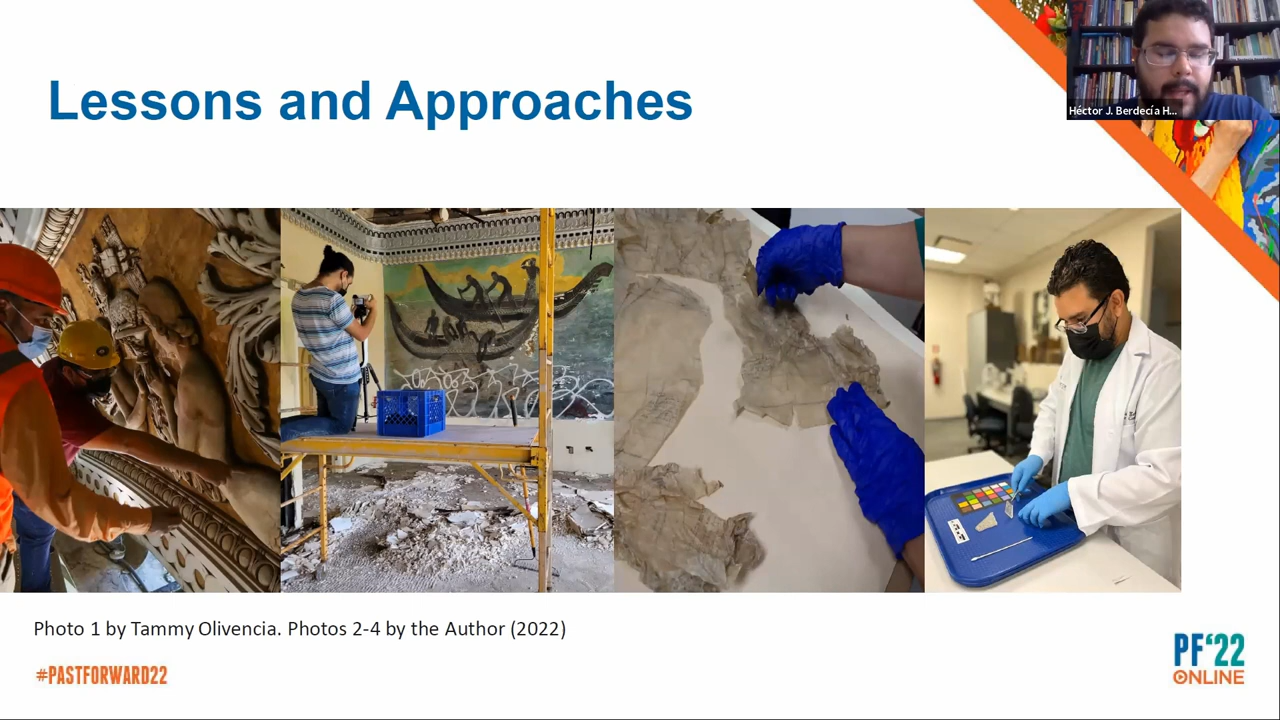 Lessons and Approaches
Héctor J. Berdecía H...
Photo 1 by Tammy Olivencia. Photos 2-4 by the Author (2022)
#PASTFORWARD22
PF‘22
ONLINE